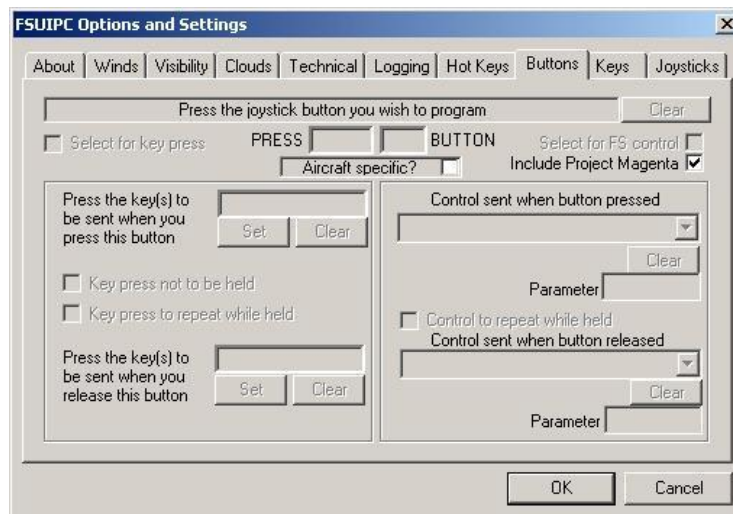 FSUIPC Options and Settings
About Winds Visibility Clouds Technical Logging Hot Keys Buttons Keys Joysticks
Press the joystick button you wish to program Clear
Select for key press PRESS BUTTON Select for FS control
Aircraft specific? Include Project Magenta
Press the key(s) to
be sent when you
press this button
Set Clear
Key press not to be held
Key press to repeat while held
Press the key(s) to
be sent when you
release this button
Set Clear
Control sent when button pressed
Clear
Parameter
Control to repeat while held
Control sent when button released
Clear
Parameter
OK Cancel